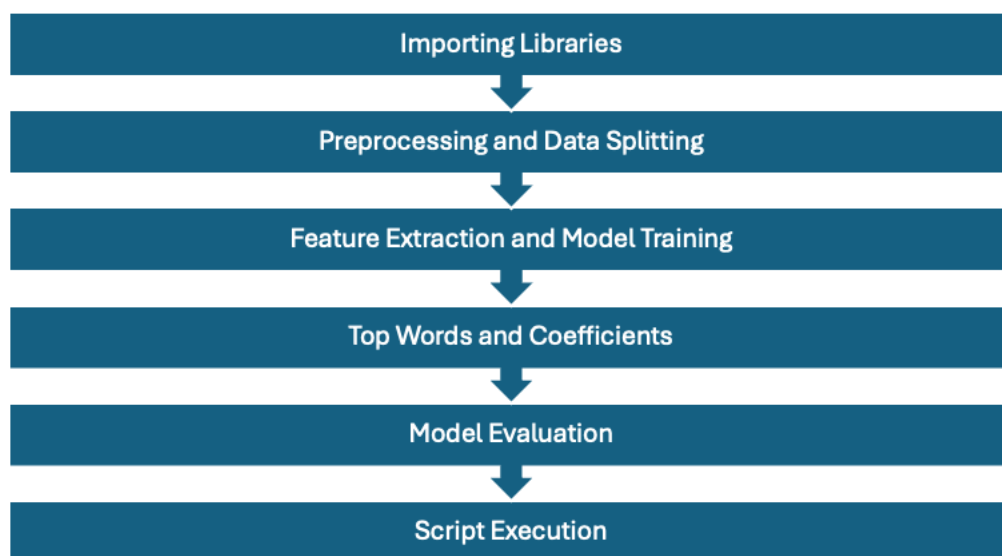 Importing Libraries
Preprocessing and Data Splitting
Feature Extraction and Model Training
Top Words and Coefficients
Model Evaluation
Script Execution